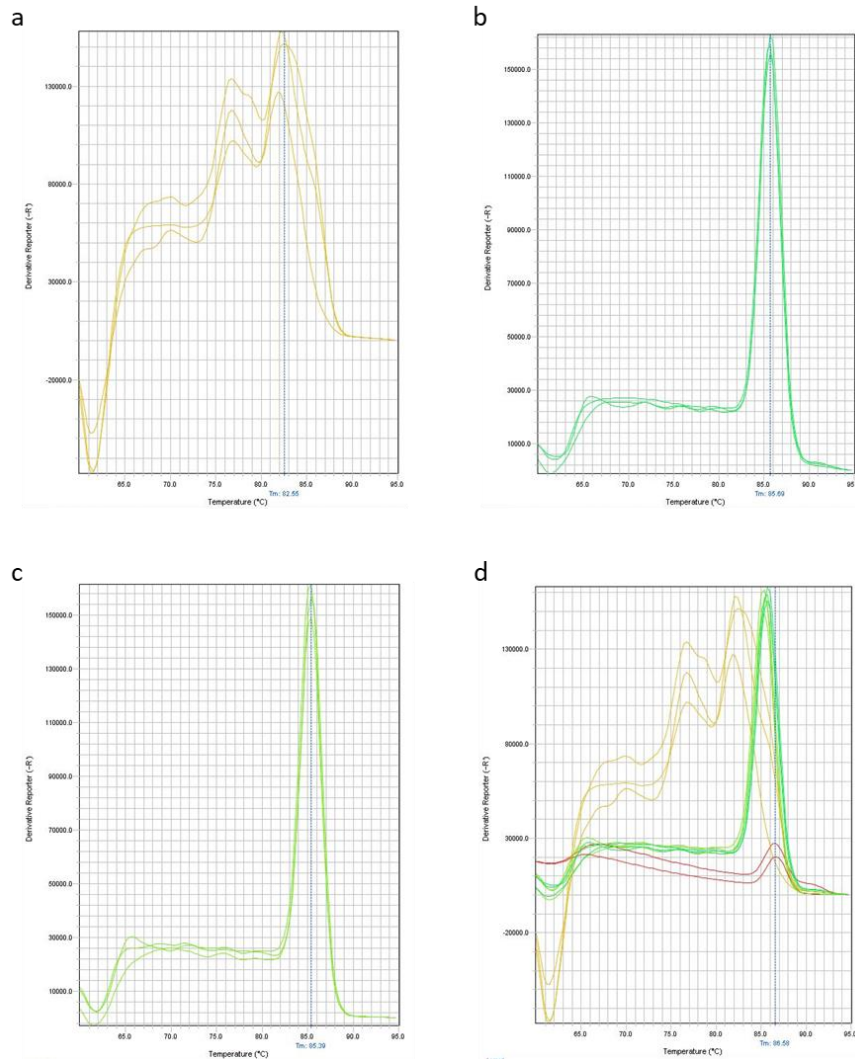 a
130000.0
80000.0
30000.0
-20000.0
Derivative Reporter (-R')
65.0 70.0 75.0 80.0 85.0 90.0 95.0
Temperature (°C)
Tm: 82.55
b
150000.0
130000.0
110000.0
90000.0
70000.0
50000.0
30000.0
10000.0
Derivative Reporter (-R')
65.0 70.0 75.0 80.0 85.0 90.0 95.0
Temperature (°C)
Tm: 85.69
c
150000.0
130000.0
110000.0
90000.0
70000.0
50000.0
30000.0
10000.0
Derivative Reporter (-R')
65.0 70.0 75.0 80.0 85.0 90.0 95.0
Temperature (°C)
Tm: 85.39
d
130000.0
90000.0
30000.0
-20000.0
Derivative Reporter (-R')
65.0 70.0 75.0 80.0 85.0 90.0 95.0
Temperature (°C)
Tm: 86.58